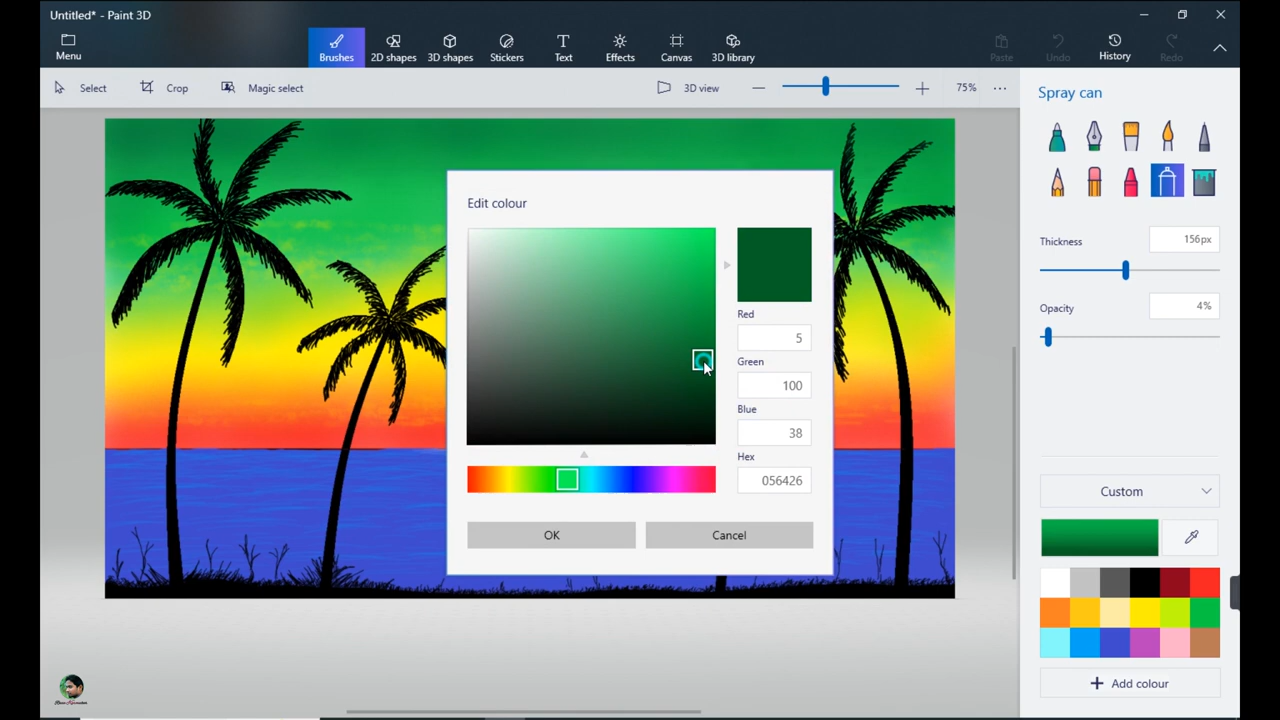 Untitled* - Paint 3D
Menu
Brushes
2D shapes
3D shapes
Stickers
Text
Effects
Canvas
3D library
Paste
Undo
History
Redo
Select
Crop
Magic select
3D view
75%
Spray can
Thickness
156px
Opacity
4%
Edit colour
Red
5
Green
100
Blue
38
Hex
056426
OK
Cancel
Custom
Add colour